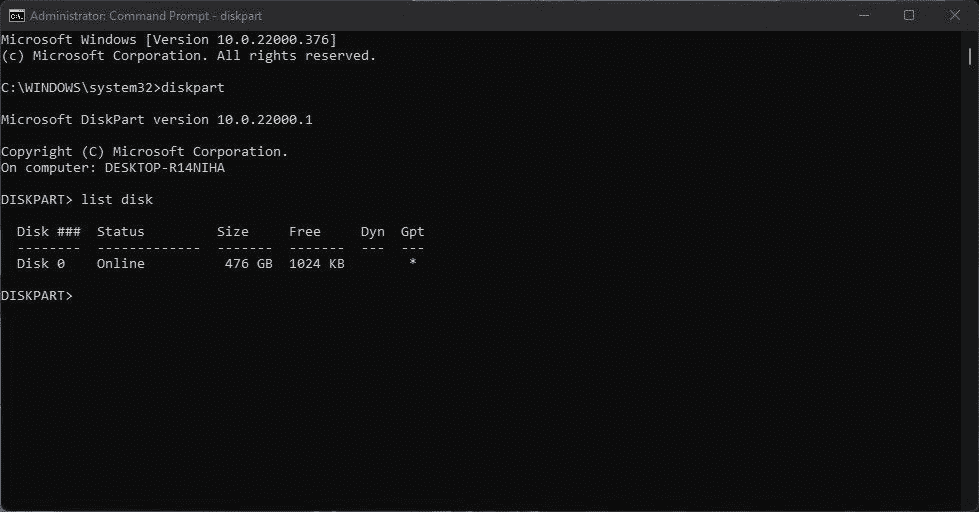 Administrator: Command Prompt - diskpart
Microsoft Windows [Version 10.0.22000.376]
(c) Microsoft Corporation. All rights reserved.
C:\WINDOWS\system32>diskpart
Microsoft DiskPart version 10.0.22000.1
Copyright (C) Microsoft Corporation.
On computer: DESKTOP-R14NIHA
DISKPART> list disk
  Disk ###  Status         Size     Free     Dyn  Gpt
  --------  -------------  -------  -------  ---  ---
  Disk 0    Online          476 GB  1024 KB        *
DISKPART>